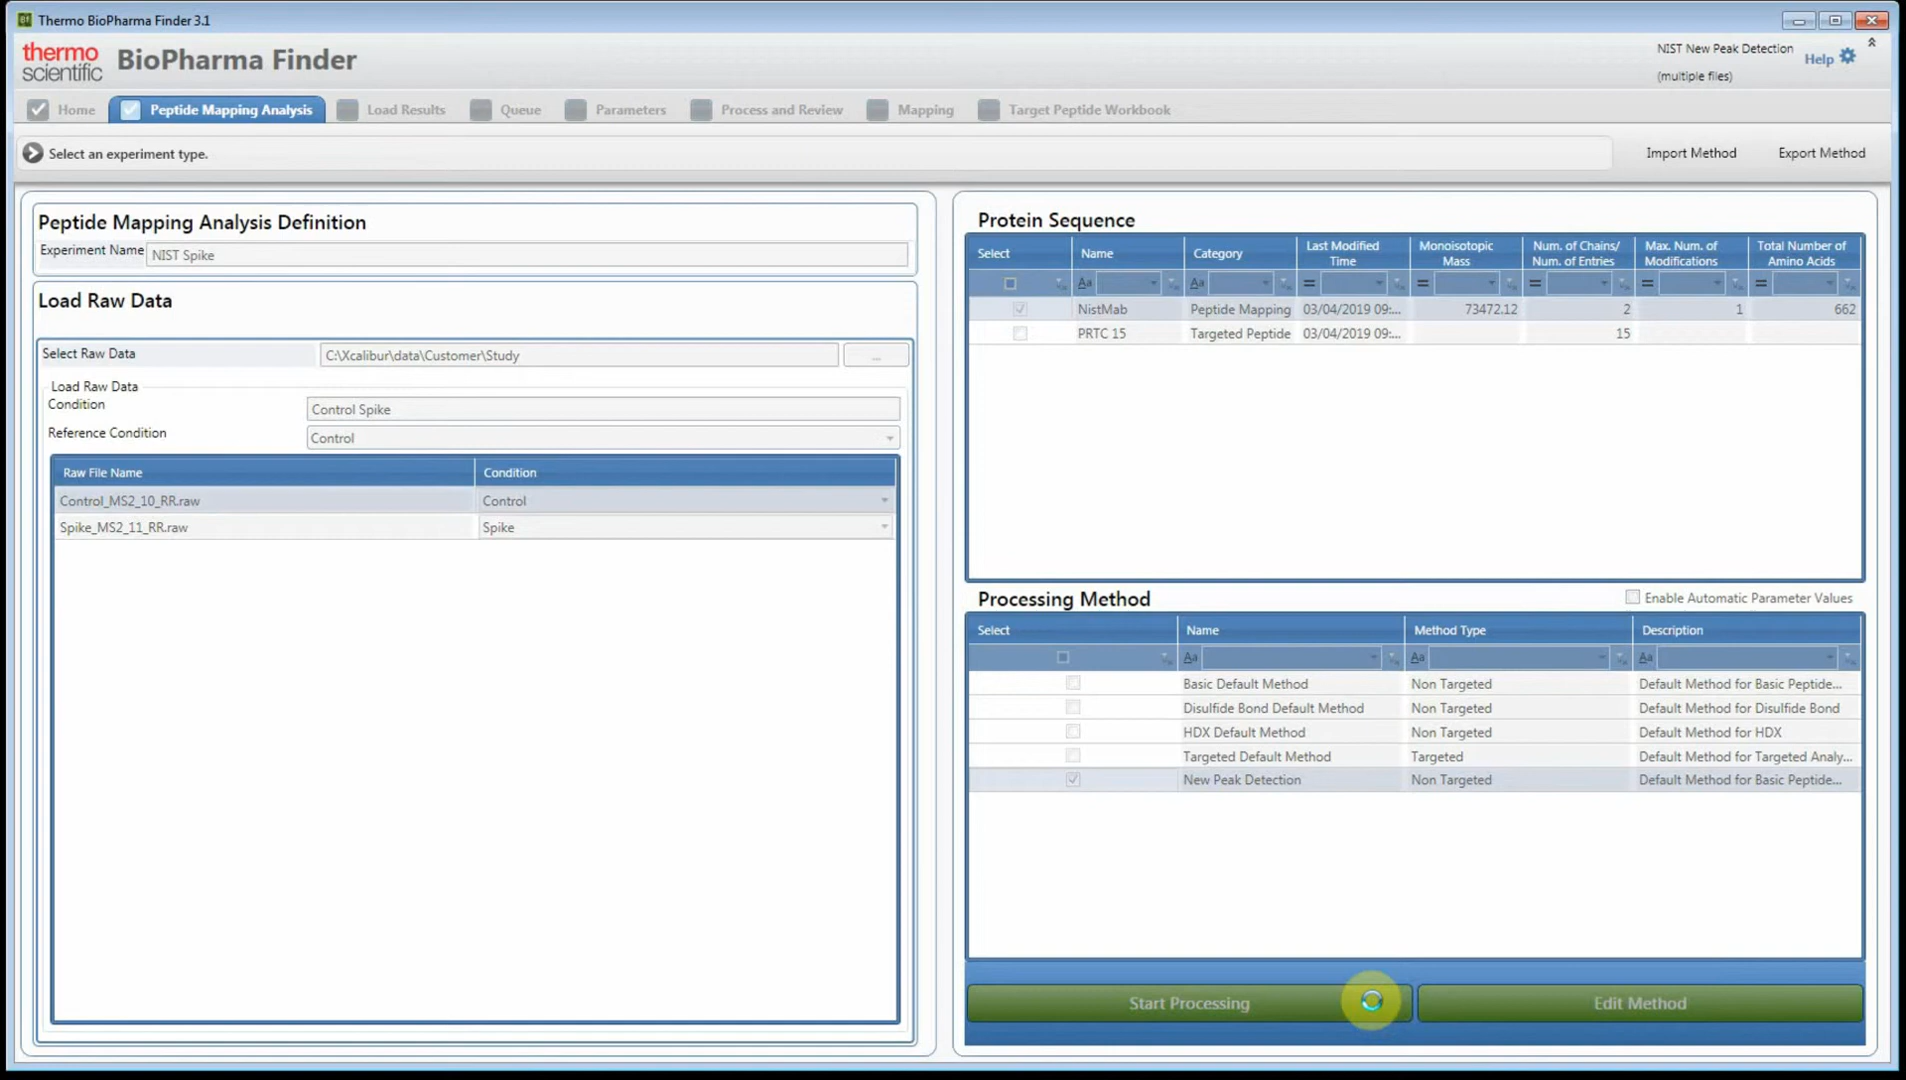 Thermo BioPharma Finder 3.1
thermo
scientific
BioPharma Finder
NIST New Peak Detection
(multiple files)
Help
Home
Peptide Mapping Analysis
Load Results
Queue
Parameters
Process and Review
Mapping
Target Peptide Workbook
Select an experiment type.
Import Method
Export Method
Peptide Mapping Analysis Definition
Experiment Name
NIST Spike
Load Raw Data
Select Raw Data
C:\Xcalibur\data\Customer\Study
...
Load Raw Data
Condition
Control Spike
Reference Condition
Control
Raw File Name Condition
Control_MS2_10_RR.raw Control
Spike_MS2_11_RR.raw Spike
Protein Sequence
Select Name Category Last Modified Time Monoisotopic Mass Num. of Chains/ Num. of Entries Max. Num. of Modifications Total Number of Amino Acids
Aa Aa = = = = =
NistMab Peptide Mapping 03/04/2019 09:... 73472.12 2 1 662
PRTC 15 Targeted Peptide 03/04/2019 09:... 15
Processing Method
Enable Automatic Parameter Values
Select Name Method Type Description
Aa Aa Aa
Basic Default Method Non Targeted Default Method for Basic Peptide...
Disulfide Bond Default Method Non Targeted Default Method for Disulfide Bond
HDX Default Method Non Targeted Default Method for HDX
Targeted Default Method Targeted Default Method for Targeted Analy...
New Peak Detection Non Targeted Default Method for Basic Peptide...
Start Processing
Edit Method